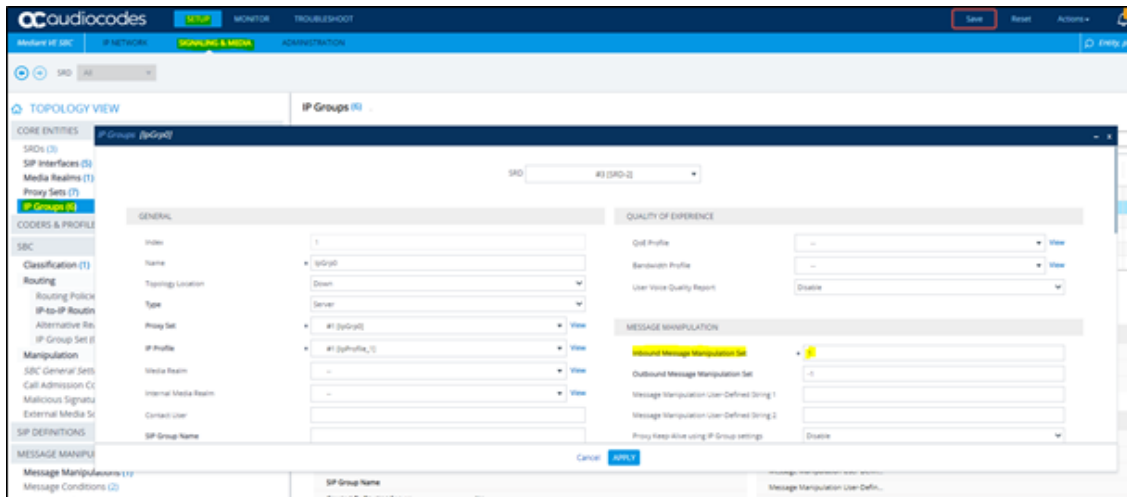 audiocodes
SETUP MONITOR TROUBLESHOOT
Save Reset Actions
Mediant VE SBC IP NETWORK SIGNALING & MEDIA ADMINISTRATION
Entity, p
SRD All
TOPOLOGY VIEW
IP Groups (6)
CORE ENTITIES
IP Groups [IpGrp0]
SRDs (3)
SIP Interfaces (5)
Media Realms (1)
Proxy Sets (7)
IP Groups (6)
CODERS & PROFILE
SBC
Classification (1)
Routing
Routing Policie
IP-to-IP Routin
Alternative Rea
IP Group Set (
Manipulation
SBC General Setti
Call Admission Co
Malicious Signatu
External Media So
SIP DEFINITIONS
MESSAGE MANIPU
Message Manipulations (1)
Message Conditions (2)
SRD #3 [SRD-2]
GENERAL
Index 1
Name IpGrp0
Topology Location Down
Type Server
Proxy Set #1 [IpGrp0] View
IP Profile #1 [IpProfile_1] View
Media Realm -- View
Internal Media Realm -- View
Contact User
SIP Group Name
QUALITY OF EXPERIENCE
QoE Profile -- View
Bandwidth Profile -- View
User Voice Quality Report Disable
MESSAGE MANIPULATION
Inbound Message Manipulation Set
Outbound Message Manipulation Set -1
Message Manipulation User-Defined String 1
Message Manipulation User-Defined String 2
Proxy Keep-Alive using IP Group settings Disable
Cancel APPLY
SIP Group Name
Message Manipulation User-Defin...